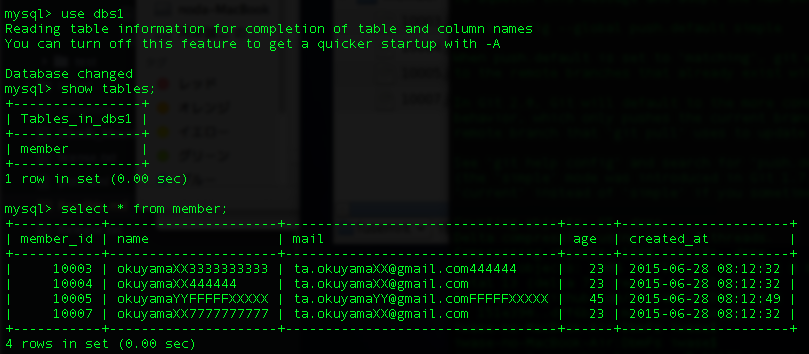 mysql> use dbs1
Reading table information for completion of table and column names
You can turn off this feature to get a quicker startup with -A

Database changed
mysql> show tables;
+----------------+
| Tables_in_dbs1 |
+----------------+
| member         |
+----------------+
1 row in set (0.00 sec)

mysql> select * from member;
+-----------+--------------------+---------------------------------+------+---------------------+
| member_id | name               | mail                            | age  | created_at          |
+-----------+--------------------+---------------------------------+------+---------------------+
|     10003 | okuyamaXX3333333333 | ta.okuyamaXX@gmail.com444444     |   23 | 2015-06-28 08:12:32 |
|     10004 | okuyamaXX444444     | ta.okuyamaXX@gmail.com           |   23 | 2015-06-28 08:12:32 |
|     10005 | okuyamaYYFFFFFXXXXX | ta.okuyamaYY@gmail.comFFFFFXXXXX |   45 | 2015-06-28 08:12:49 |
|     10007 | okuyamaXX7777777777 | ta.okuyamaXX@gmail.com           |   23 | 2015-06-28 08:12:32 |
+-----------+--------------------+---------------------------------+------+---------------------+
4 rows in set (0.00 sec)